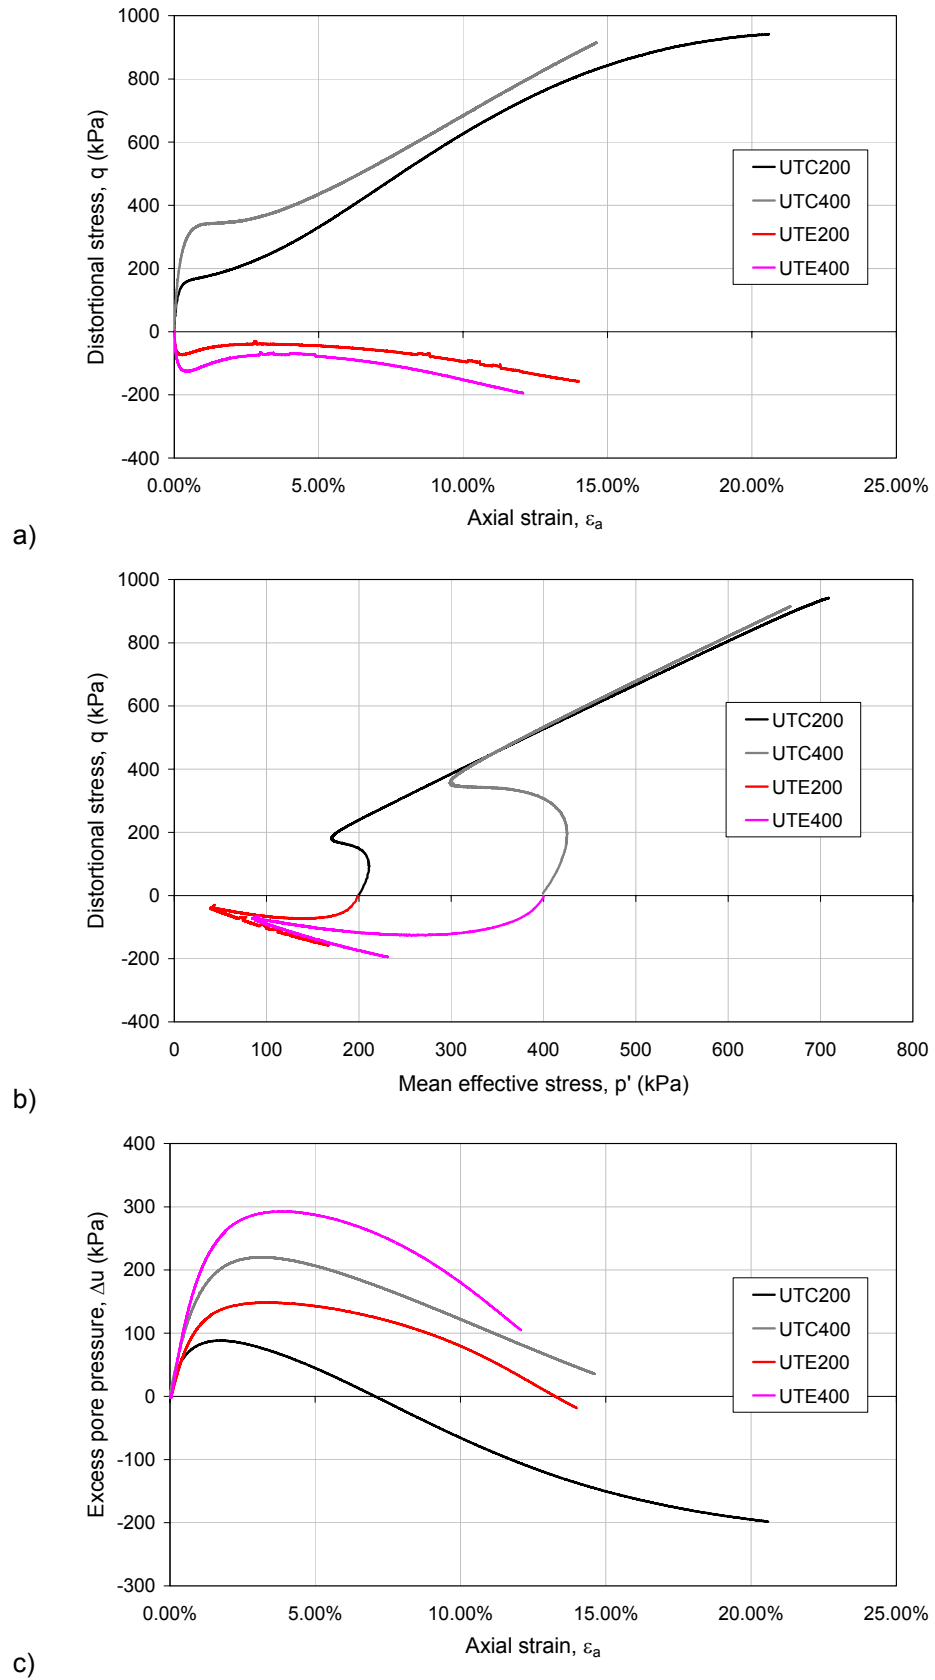 1000
800
600
400
200
0
-200
-400
Distortional stress, q (kPa)
UTC200
UTC400
UTE200
UTE400
0.00% 5.00% 10.00% 15.00% 20.00% 25.00%
Axial strain, εa
a)
1000
800
600
400
200
0
-200
-400
Distortional stress, q (kPa)
UTC200
UTC400
UTE200
UTE400
0 100 200 300 400 500 600 700 800
Mean effective stress, p' (kPa)
b)
400
300
200
100
0
-100
-200
-300
Excess pore pressure, Δu (kPa)
UTC200
UTC400
UTE200
UTE400
0.00% 5.00% 10.00% 15.00% 20.00% 25.00%
Axial strain, εa
c)